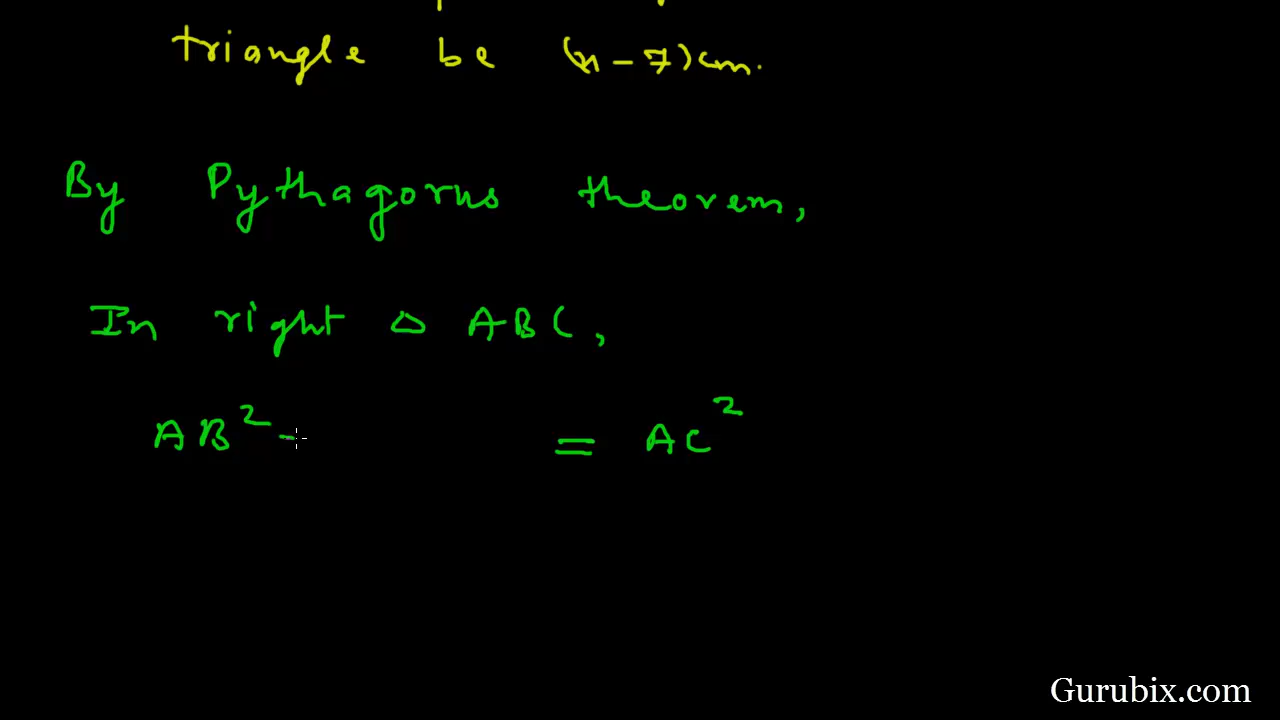 triangle be (x - 7) cm.
By Pythagorus theorem,
In right △ ABC,
AB² - = AC²
Gurubix.com